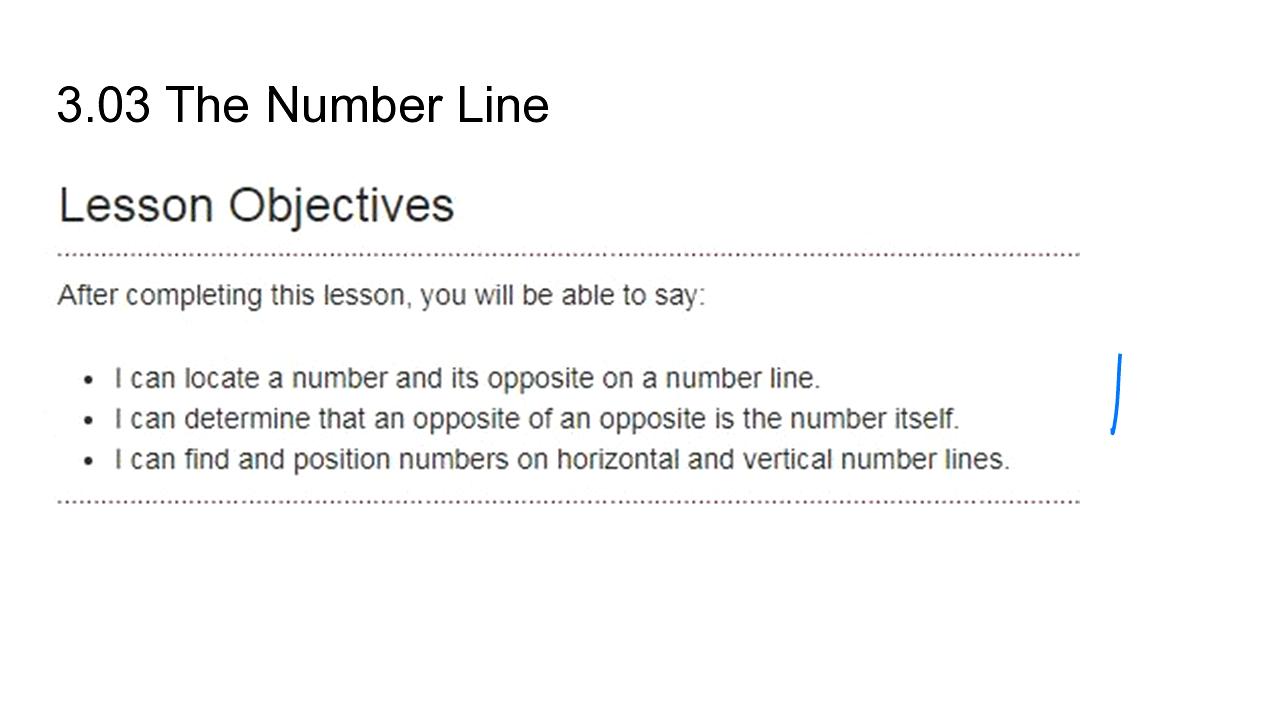 3.03 The Number Line
Lesson Objectives
After completing this lesson, you will be able to say:
• I can locate a number and its opposite on a number line.
• I can determine that an opposite of an opposite is the number itself.
• I can find and position numbers on horizontal and vertical number lines.